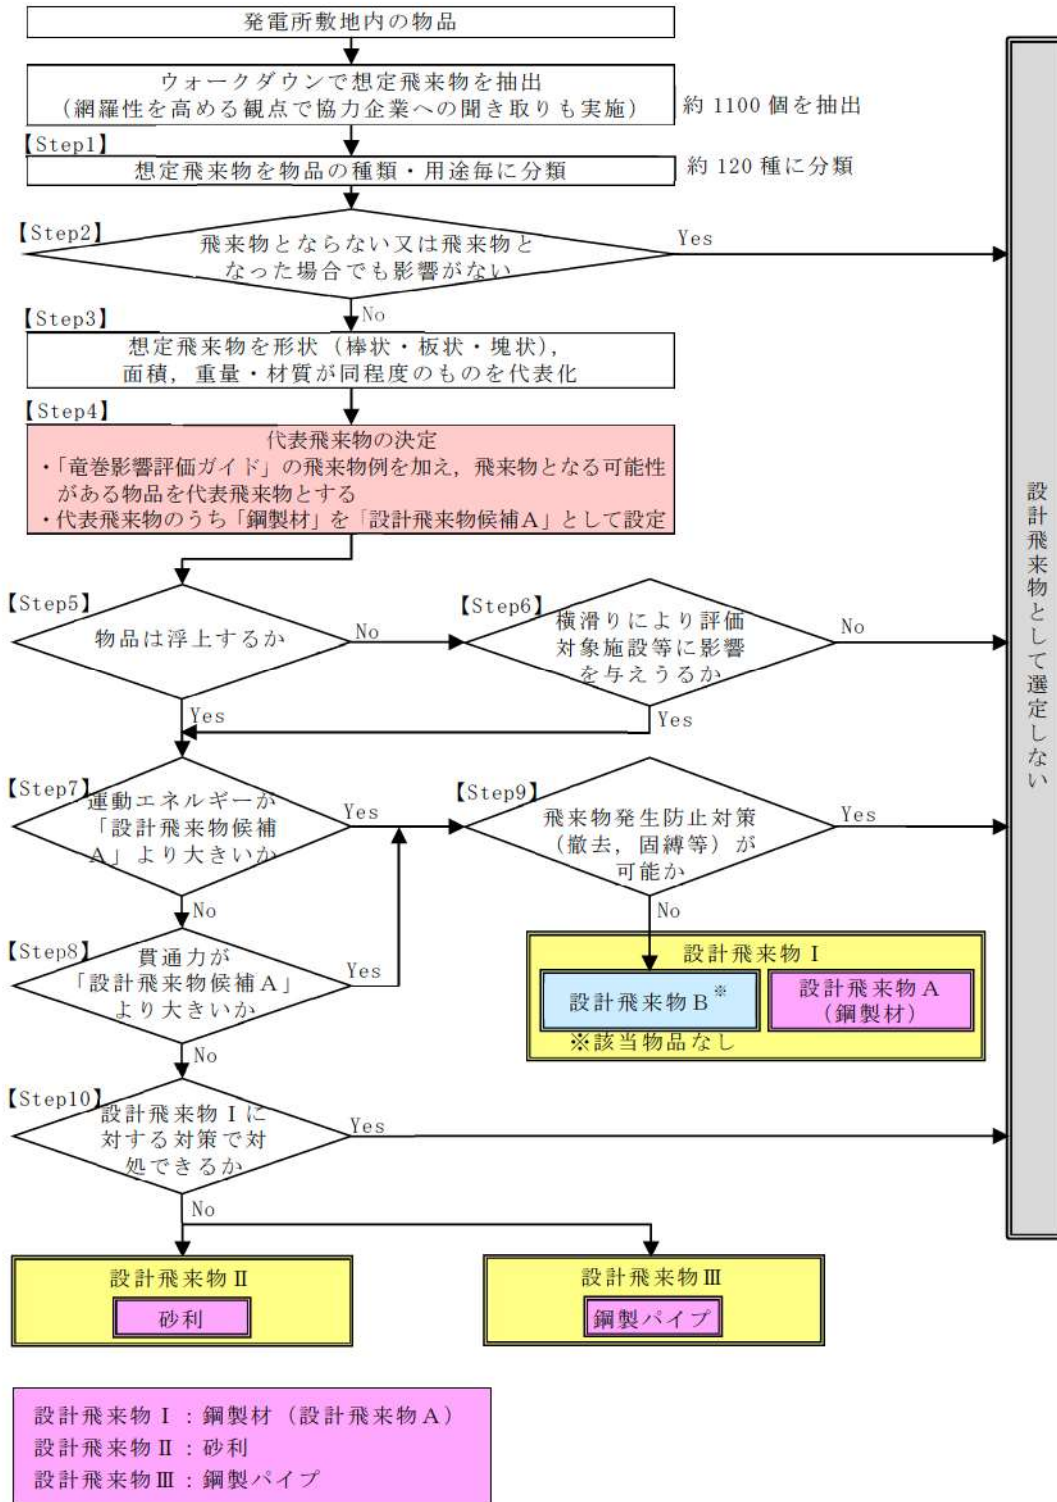 発電所敷地内の物品
ウォークダウンで想定飛来物を抽出
（網羅性を高める観点で協力企業への聞き取りも実施）
約 1100 個を抽出
【Step1】
想定飛来物を物品の種類・用途毎に分類
約 120 種に分類
【Step2】
飛来物とならない又は飛来物と
なった場合でも影響がない
Yes
No
【Step3】
想定飛来物を形状（棒状・板状・塊状），
面積，重量・材質が同程度のものを代表化
【Step4】
代表飛来物の決定
・「竜巻影響評価ガイド」の飛来物例を加え，飛来物となる可能性
がある物品を代表飛来物とする
・代表飛来物のうち「鋼製材」を「設計飛来物候補A」として設定
【Step5】
物品は浮上するか
No
Yes
【Step6】
横滑りにより評価
対象施設等に影響
を与えうるか
No
Yes
【Step7】
運動エネルギーが
「設計飛来物候補
A」より大きいか
Yes
No
【Step8】
貫通力が
「設計飛来物候補A」
より大きいか
Yes
No
【Step9】
飛来物発生防止対策
（撤去，固縛等）が
可能か
Yes
No
設計飛来物Ⅰ
設計飛来物B※
設計飛来物A
（鋼製材）
※該当物品なし
【Step10】
設計飛来物Ⅰに
対する対策で対
処できるか
Yes
No
設計飛来物Ⅱ
砂利
設計飛来物Ⅲ
鋼製パイプ
設計飛来物として選定しない
設計飛来物Ⅰ：鋼製材（設計飛来物A）
設計飛来物Ⅱ：砂利
設計飛来物Ⅲ：鋼製パイプ